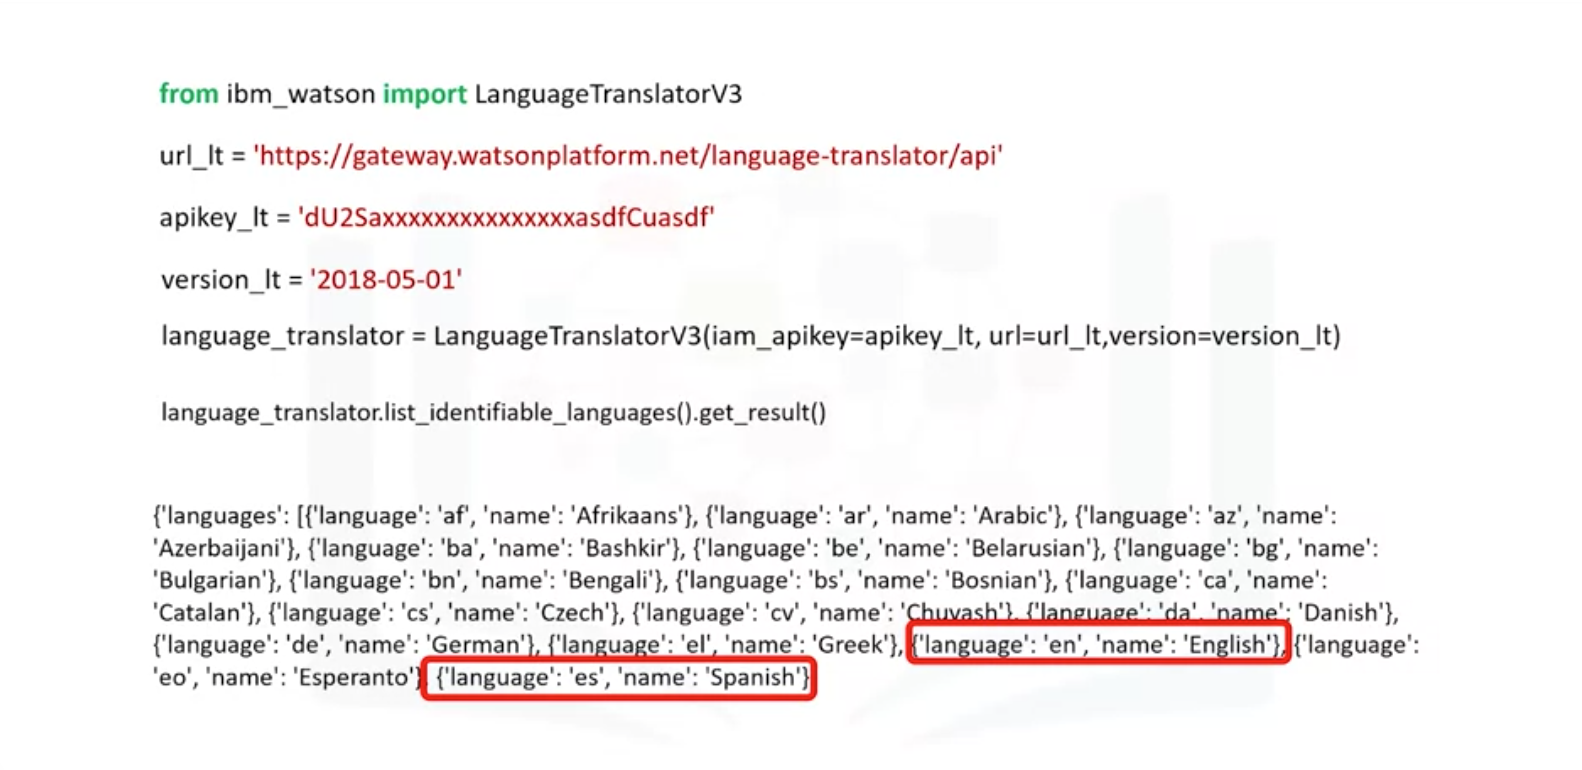 from ibm_watson import LanguageTranslatorV3
url_lt = 'https://gateway.watsonplatform.net/language-translator/api'
apikey_lt = 'dU2SaxxxxxxxxxxxxxxxasdfCuasdf'
version_lt = '2018-05-01'
language_translator = LanguageTranslatorV3(iam_apikey=apikey_lt, url=url_lt,version=version_lt)
language_translator.list_identifiable_languages().get_result()
{'languages': [{'language': 'af', 'name': 'Afrikaans'}, {'language': 'ar', 'name': 'Arabic'}, {'language': 'az', 'name':
'Azerbaijani'}, {'language': 'ba', 'name': 'Bashkir'}, {'language': 'be', 'name': 'Belarusian'}, {'language': 'bg', 'name':
'Bulgarian'}, {'language': 'bn', 'name': 'Bengali'}, {'language': 'bs', 'name': 'Bosnian'}, {'language': 'ca', 'name':
'Catalan'}, {'language': 'cs', 'name': 'Czech'}, {'language': 'cv', 'name': 'Chuvash'}, {'language': 'da', 'name': 'Danish'},
{'language': 'de', 'name': 'German'}, {'language': 'el', 'name': 'Greek'}, {'language': 'en', 'name': 'English'}, {'language':
'eo', 'name': 'Esperanto'}, {'language': 'es', 'name': 'Spanish'}